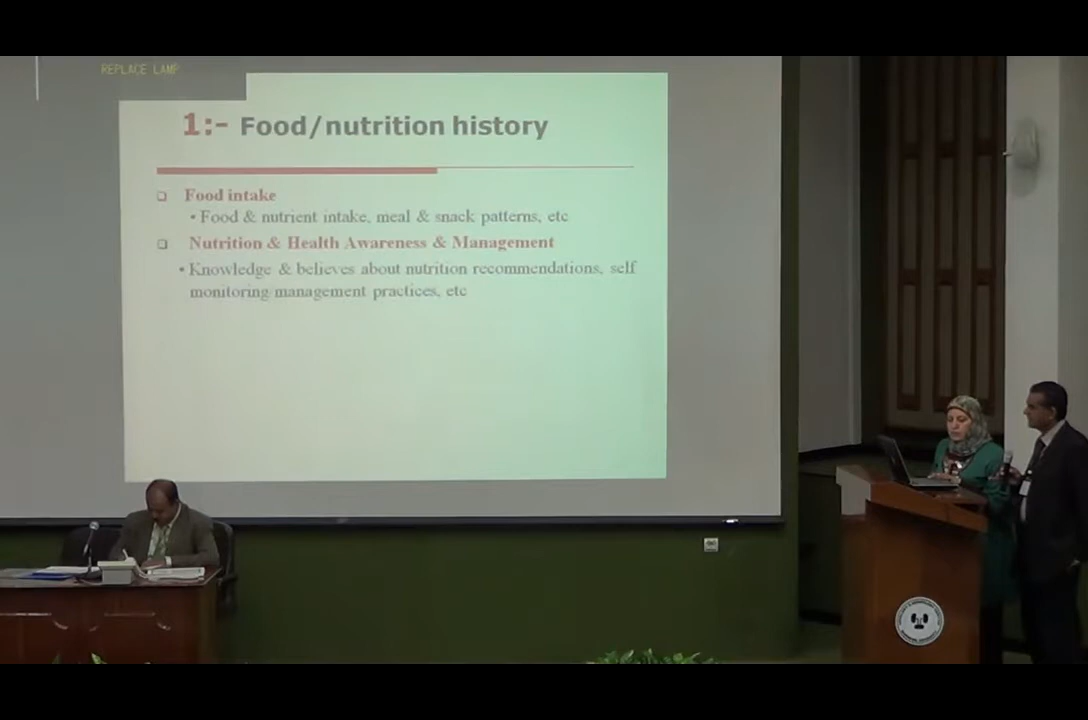 REPLACE LAMP
1:- Food/nutrition history
❑ Food intake
• Food & nutrient intake, meal & snack patterns, etc
❑ Nutrition & Health Awareness & Management
• Knowledge & believes about nutrition recommendations, self
monitoring/management practices, etc